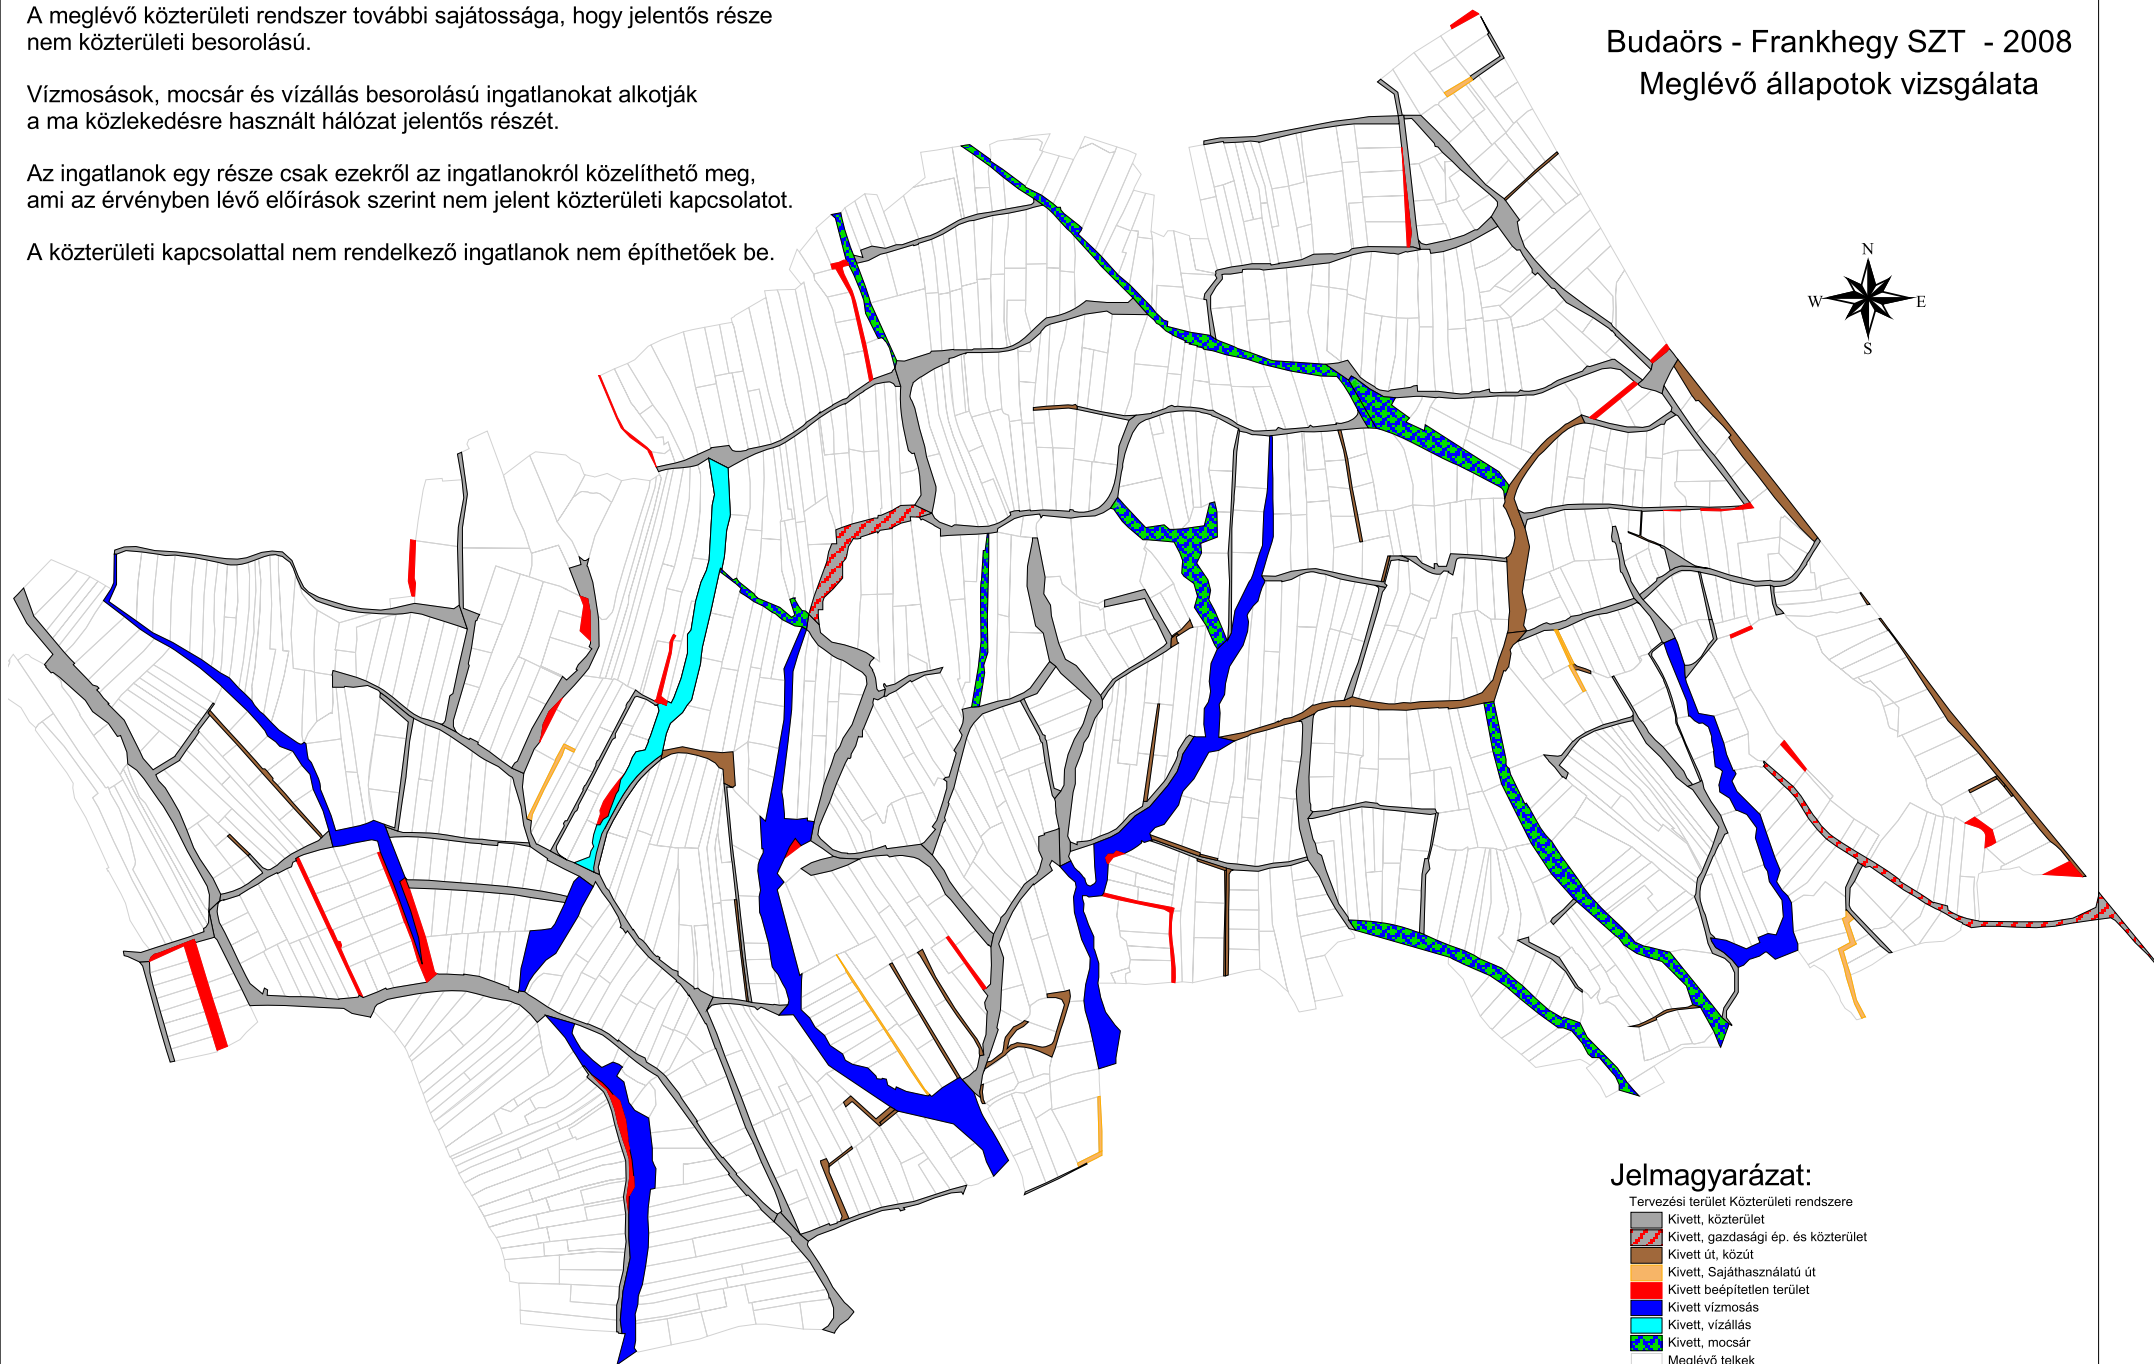 A meglévő közterületi rendszer további sajátossága, hogy jelentős része
nem közterületi besorolású.
Vízmosások, mocsár és vízállás besorolású ingatlanokat alkotják
a ma közlekedésre használt hálózat jelentős részét.
Az ingatlanok egy része csak ezekről az ingatlanokról közelíthető meg,
ami az érvényben lévő előírások szerint nem jelent közterületi kapcsolatot.
A közterületi kapcsolattal nem rendelkező ingatlanok nem építhetőek be.
Budaörs - Frankhegy SZT - 2008
Meglévő állapotok vizsgálata
N
W
E
S
Jelmagyarázat:
Tervezési terület Közterületi rendszere
Kivett, közterület
Kivett, gazdasági ép. és közterület
Kivett út, közút
Kivett, Sajáthasználatú út
Kivett beépítetlen terület
Kivett vízmosás
Kivett, vízállás
Kivett, mocsár
Meglévő telkek